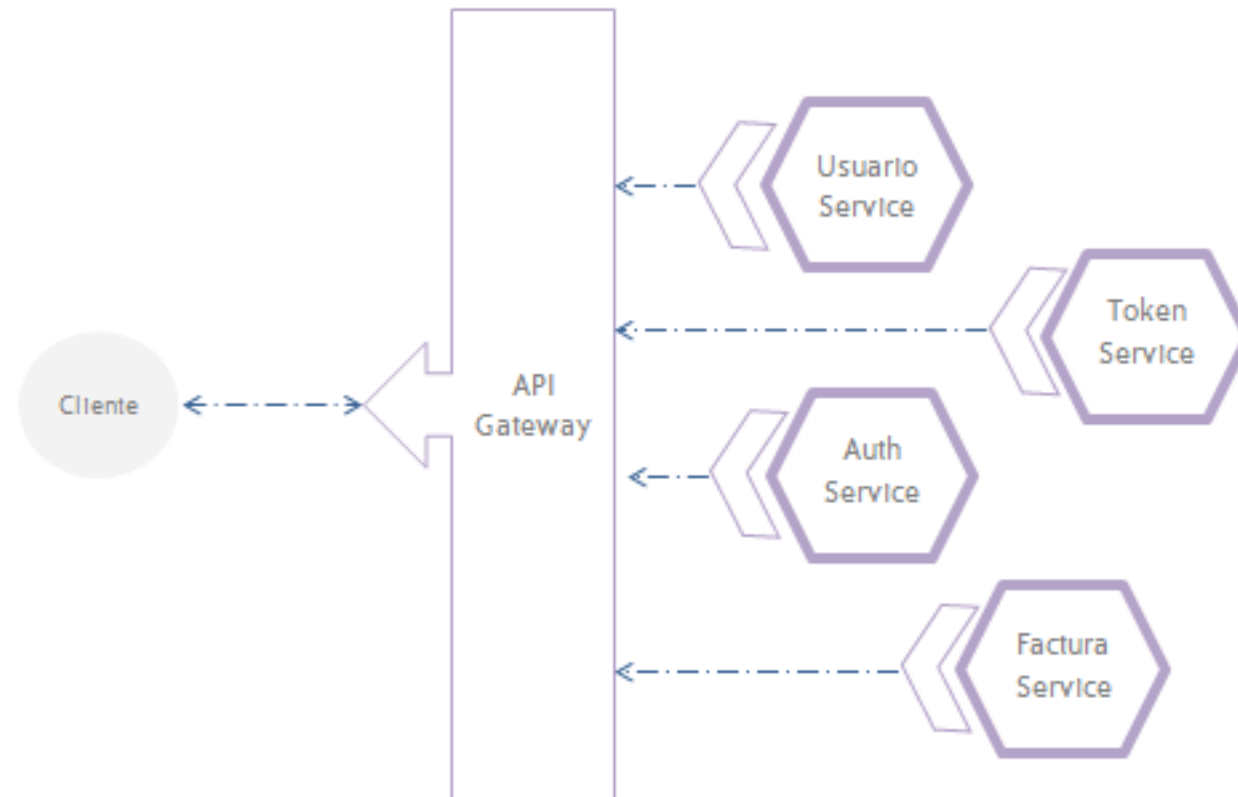 Usuario
Service
Token
Service
Cliente
API
Gateway
Auth
Service
Factura
Service